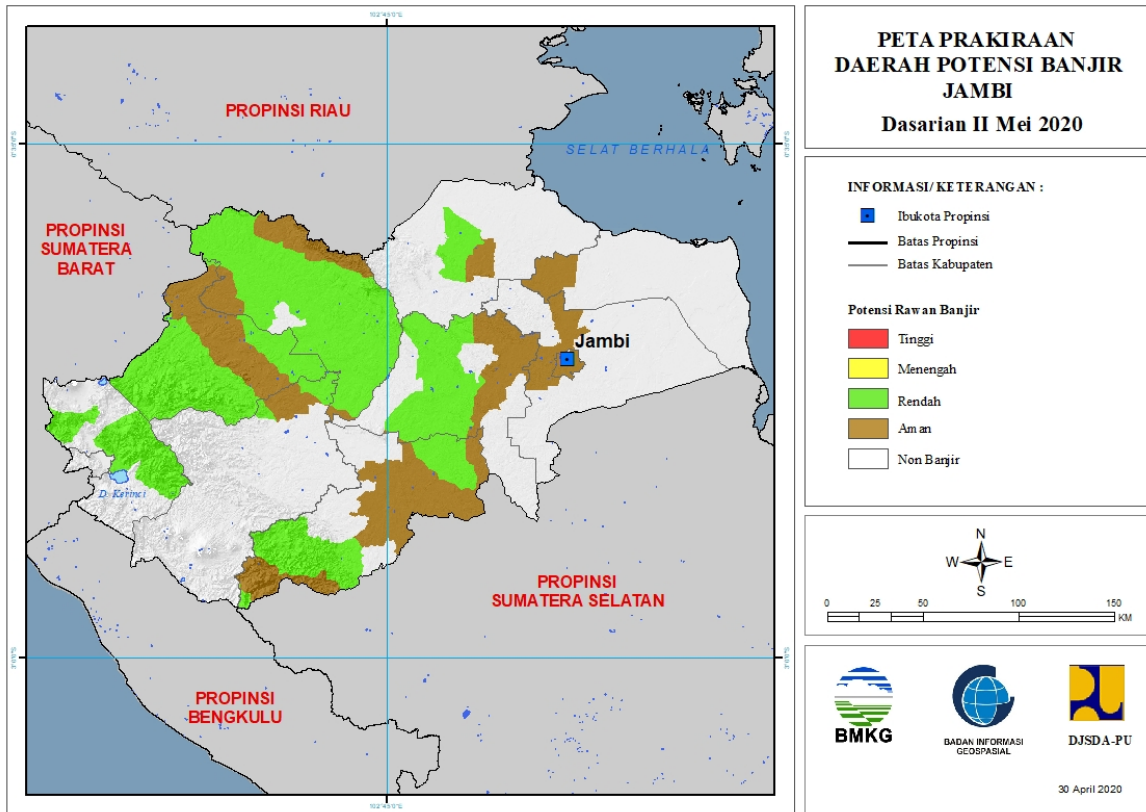 PETA PRAKIRAAN
DAERAH POTENSI BANJIR
JAMBI
Dasarian II Mei 2020
INFORMASI/KETERANGAN :
Ibukota Propinsi
Batas Propinsi
Batas Kabupaten
Potensi Rawan Banjir
Tinggi
Menengah
Rendah
Aman
Non Banjir
N
W E
S
0 25 50 100 150
KM
BMKG
BADAN INFORMASI
GEOSPASIAL
DJSDA-PU
30 April 2020
PROPINSI RIAU
SELAT BERHALA
PROPINSI
SUMATERA
BARAT
Jambi
D. Kerinci
PROPINSI
SUMATERA SELATAN
PROPINSI
BENGKULU